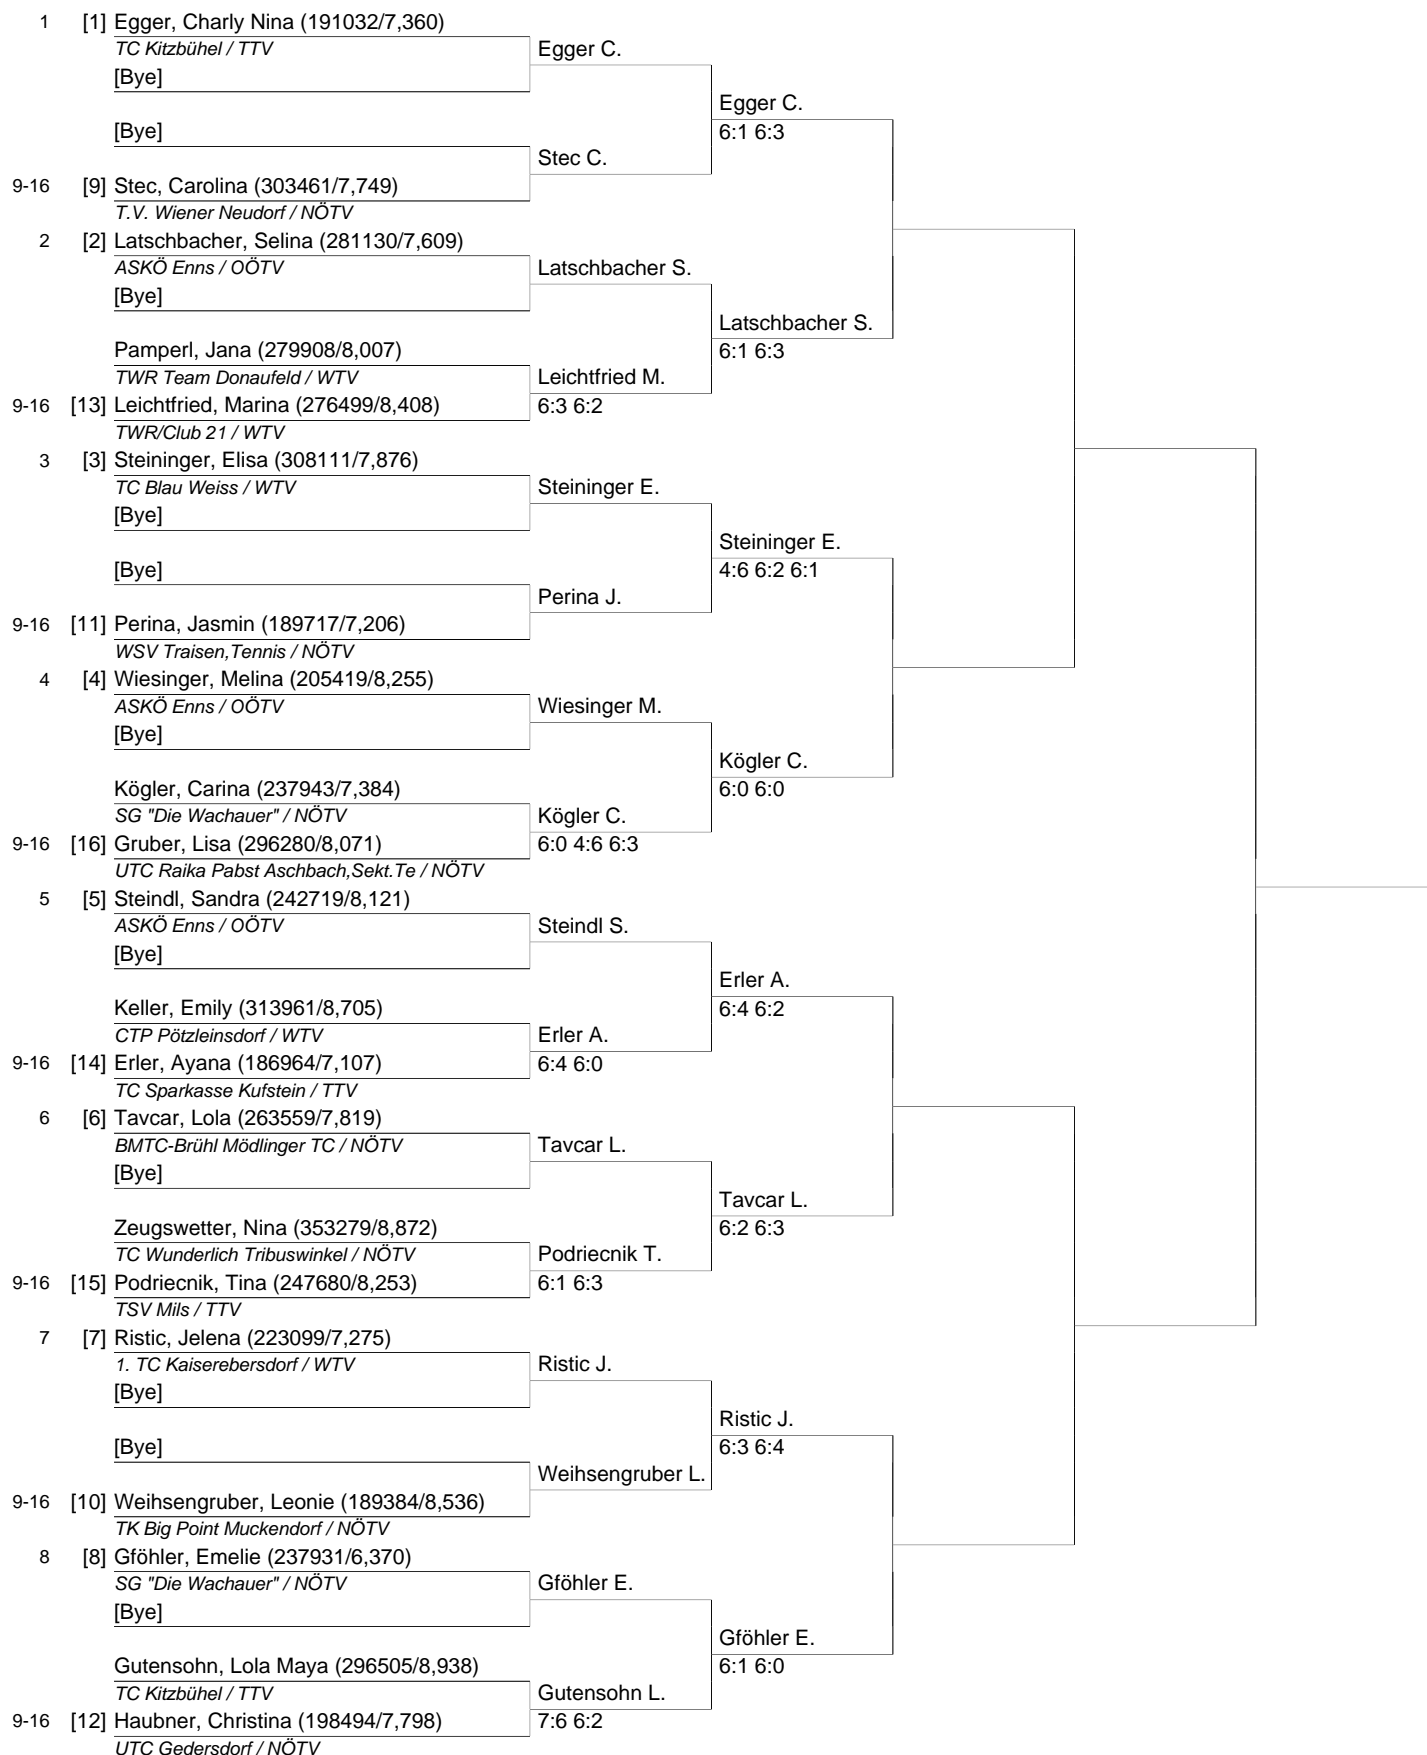 1 [1] Egger, Charly Nina (191032/7,360)
TC Kitzbühel / TTV
Egger C.
[Bye]
Egger C.
[Bye]
6:1 6:3
Stec C.
9-16 [9] Stec, Carolina (303461/7,749)
T.V. Wiener Neudorf / NÖTV
2 [2] Latschbacher, Selina (281130/7,609)
ASKÖ Enns / OÖTV
Latschbacher S.
[Bye]
Latschbacher S.
Pamperl, Jana (279908/8,007)
6:1 6:3
TWR Team Donaufeld / WTV
Leichtfried M.
9-16 [13] Leichtfried, Marina (276499/8,408)
6:3 6:2
TWR/Club 21 / WTV
3 [3] Steininger, Elisa (308111/7,876)
TC Blau Weiss / WTV
Steininger E.
[Bye]
Steininger E.
[Bye]
4:6 6:2 6:1
Perina J.
9-16 [11] Perina, Jasmin (189717/7,206)
WSV Traisen,Tennis / NÖTV
4 [4] Wiesinger, Melina (205419/8,255)
ASKÖ Enns / OÖTV
Wiesinger M.
[Bye]
Kögler C.
Kögler, Carina (237943/7,384)
6:0 6:0
SG "Die Wachauer" / NÖTV
Kögler C.
9-16 [16] Gruber, Lisa (296280/8,071)
6:0 4:6 6:3
UTC Raika Pabst Aschbach,Sekt.Te / NÖTV
5 [5] Steindl, Sandra (242719/8,121)
ASKÖ Enns / OÖTV
Steindl S.
[Bye]
Erler A.
Keller, Emily (313961/8,705)
6:4 6:2
CTP Pötzleinsdorf / WTV
Erler A.
9-16 [14] Erler, Ayana (186964/7,107)
6:4 6:0
TC Sparkasse Kufstein / TTV
6 [6] Tavcar, Lola (263559/7,819)
BMTC-Brühl Mödlinger TC / NÖTV
Tavcar L.
[Bye]
Tavcar L.
Zeugswetter, Nina (353279/8,872)
6:2 6:3
TC Wunderlich Tribuswinkel / NÖTV
Podriecnik T.
9-16 [15] Podriecnik, Tina (247680/8,253)
6:1 6:3
TSV Mils / TTV
7 [7] Ristic, Jelena (223099/7,275)
1. TC Kaiserebersdorf / WTV
Ristic J.
[Bye]
Ristic J.
[Bye]
6:3 6:4
Weihsengruber L.
9-16 [10] Weihsengruber, Leonie (189384/8,536)
TK Big Point Muckendorf / NÖTV
8 [8] Gföhler, Emelie (237931/6,370)
SG "Die Wachauer" / NÖTV
Gföhler E.
[Bye]
Gföhler E.
Gutensohn, Lola Maya (296505/8,938)
6:1 6:0
TC Kitzbühel / TTV
Gutensohn L.
9-16 [12] Haubner, Christina (198494/7,798)
7:6 6:2
UTC Gedersdorf / NÖTV